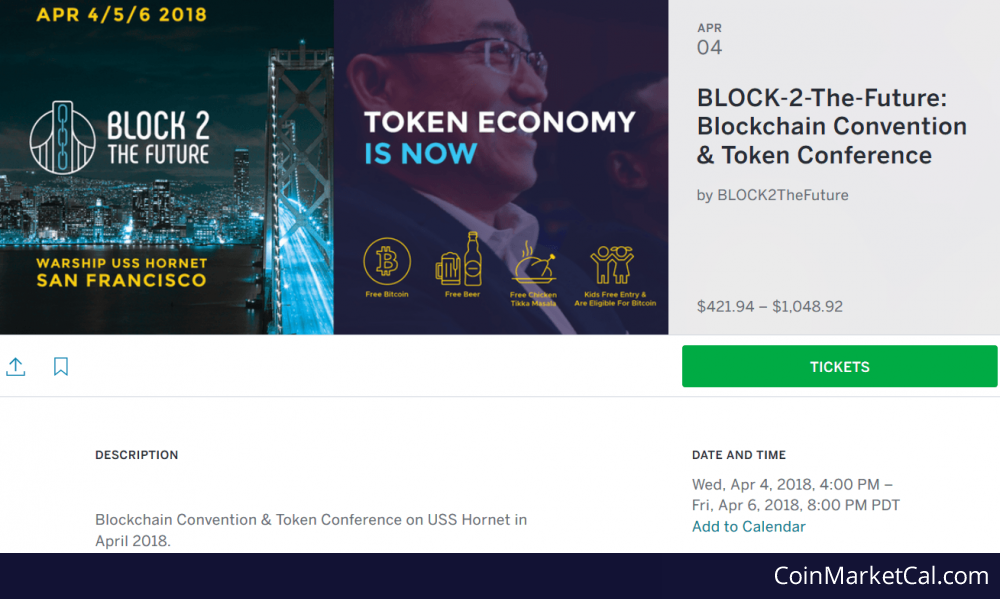 APR 4/5/6 2018
BLOCK 2
THE FUTURE
WARSHIP USS HORNET
SAN FRANCISCO
TOKEN ECONOMY
IS NOW
Free Bitcoin
Free Beer
Free Chicken
Tikka Masala
Kids Free Entry &
Are Eligible For Bitcoin
APR
04
BLOCK-2-The-Future:
Blockchain Convention
& Token Conference
by BLOCK2TheFuture
$421.94 – $1,048.92
TICKETS
DESCRIPTION
Blockchain Convention & Token Conference on USS Hornet in
April 2018.
DATE AND TIME
Wed, Apr 4, 2018, 4:00 PM –
Fri, Apr 6, 2018, 8:00 PM PDT
Add to Calendar
CoinMarketCal.com